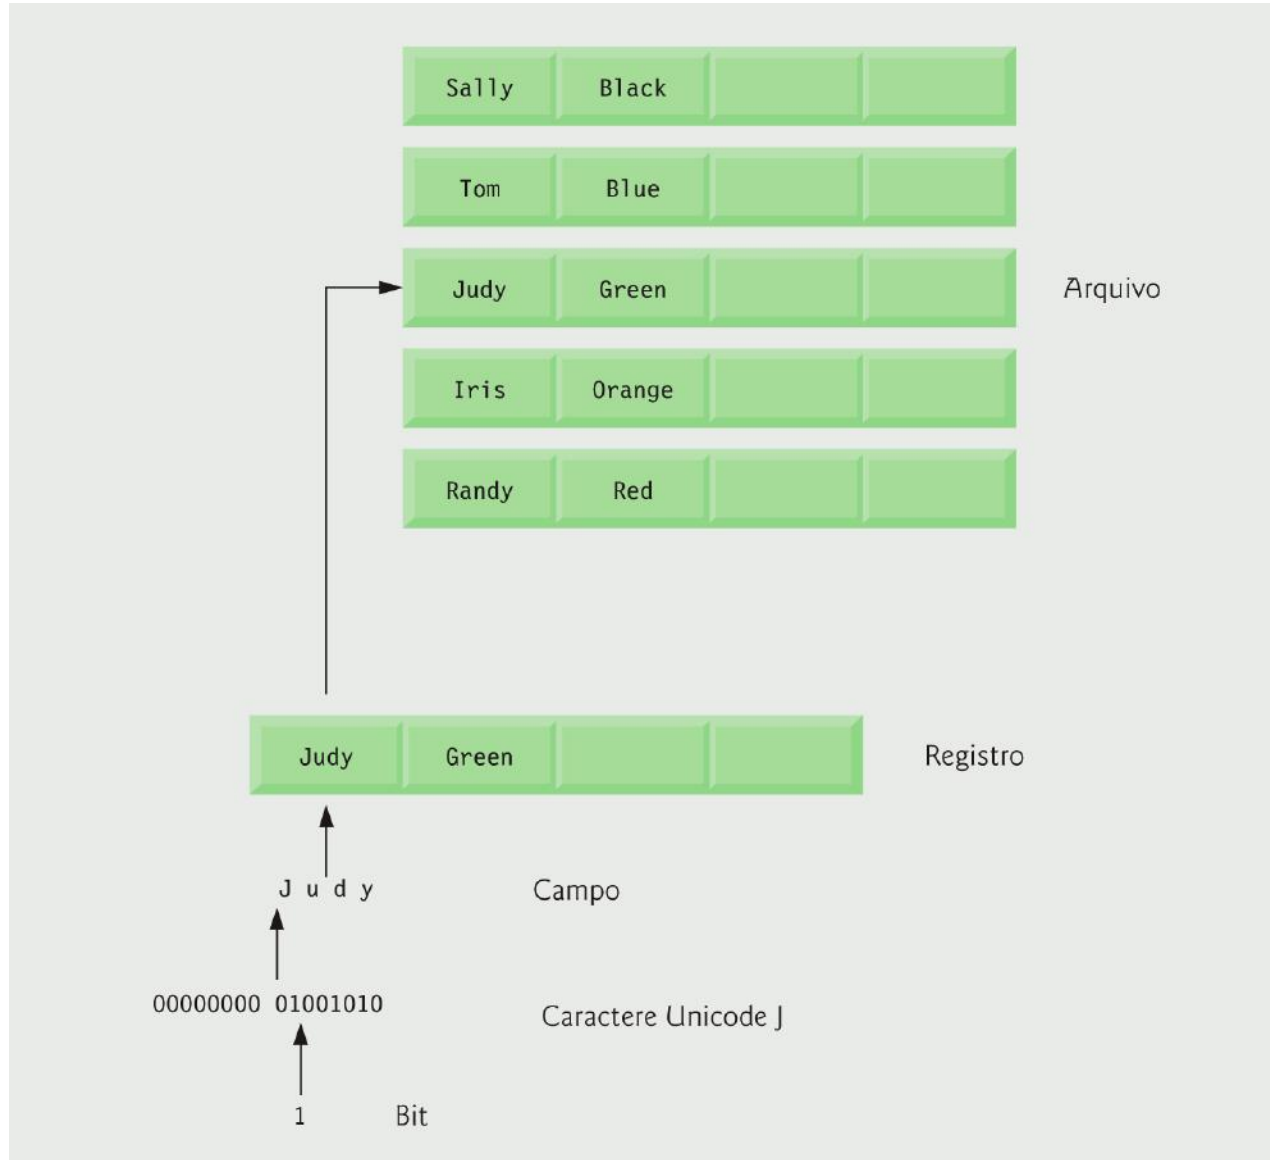 Sally Black
Tom Blue
Judy Green Arquivo
Iris Orange
Randy Red
Judy Green Registro
J u d y Campo
00000000 01001010 Caractere Unicode J
1 Bit